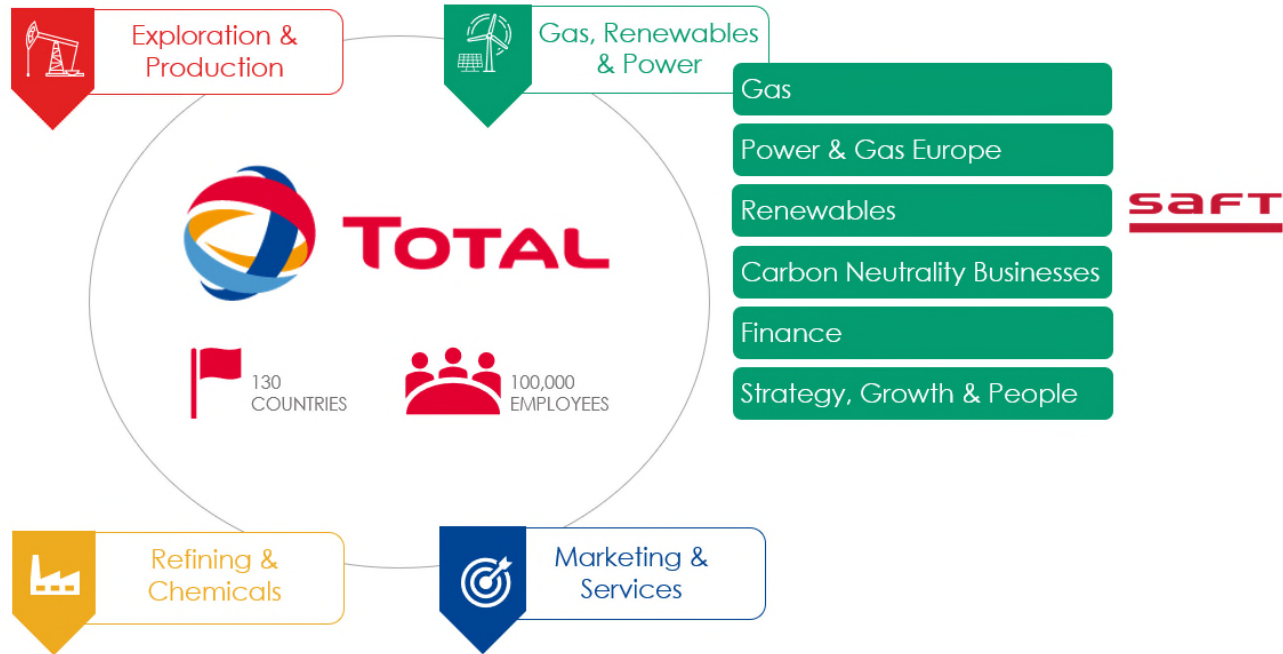 Exploration &
Production
Gas, Renewables
& Power
Gas
Power & Gas Europe
Renewables
Carbon Neutrality Businesses
Finance
Strategy, Growth & People
saft
TOTAL
130
COUNTRIES
100,000
EMPLOYEES
Refining &
Chemicals
Marketing &
Services